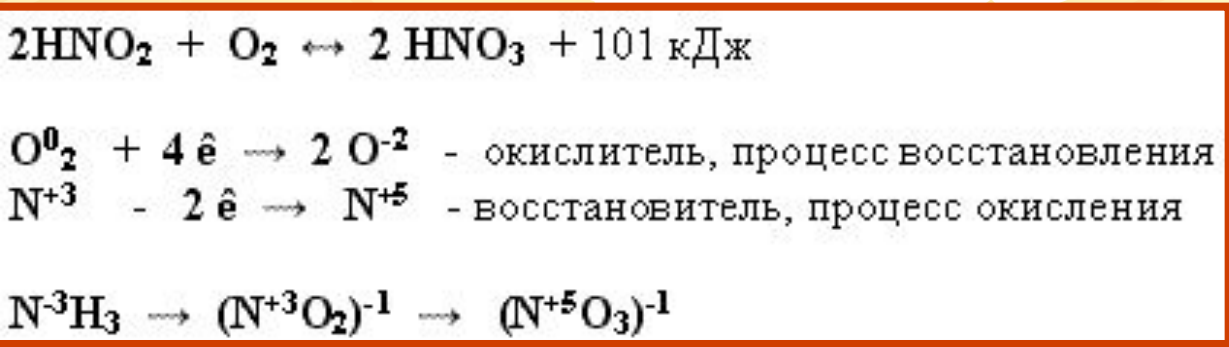 2HNO₂ + O₂ ↔ 2 HNO₃ + 101 кДж
O⁰₂ + 4 ê → 2 O⁻² - окислитель, процесс восстановления
N⁺³ - 2 ê → N⁺⁵ - восстановитель, процесс окисления
N⁻³H₃ → (N⁺³O₂)⁻¹ → (N⁺⁵O₃)⁻¹